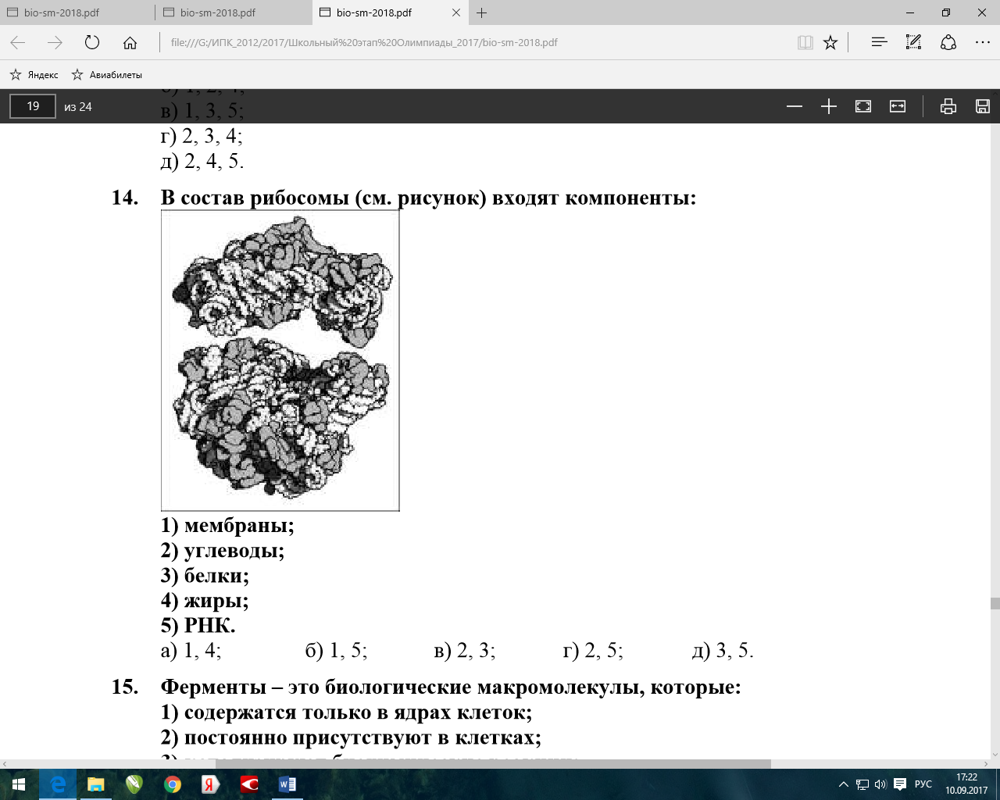 bio-sm-2018.pdf
bio-sm-2018.pdf
bio-sm-2018.pdf
file:///G:/ИПК_2012/2017/Школьный%20этап%20Олимпиады_2017/bio-sm-2018.pdf
Яндекс
Авиабилеты
19 из 24
в) 1, 3, 5;
г) 2, 3, 4;
д) 2, 4, 5.
14. В состав рибосомы (см. рисунок) входят компоненты:
1) мембраны;
2) углеводы;
3) белки;
4) жиры;
5) РНК.
а) 1, 4; б) 1, 5; в) 2, 3; г) 2, 5; д) 3, 5.
15. Ферменты – это биологические макромолекулы, которые:
1) содержатся только в ядрах клеток;
2) постоянно присутствуют в клетках;
РУС
17:22
10.09.2017